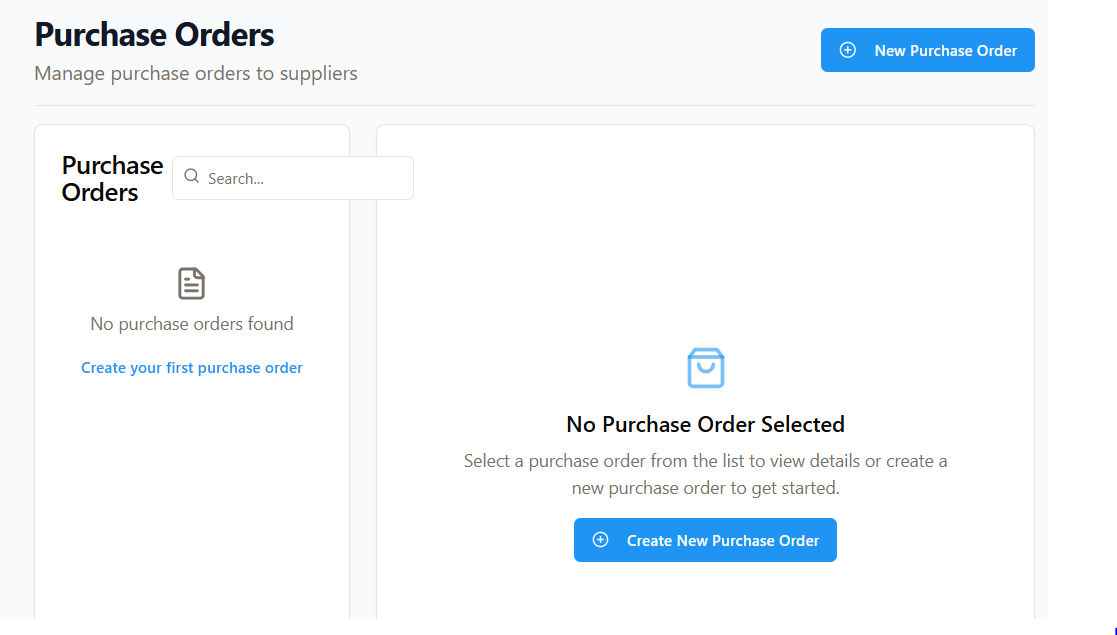 Purchase Orders
Manage purchase orders to suppliers
New Purchase Order
Purchase
Orders
Search...
No purchase orders found
Create your first purchase order
No Purchase Order Selected
Select a purchase order from the list to view details or create a
new purchase order to get started.
Create New Purchase Order